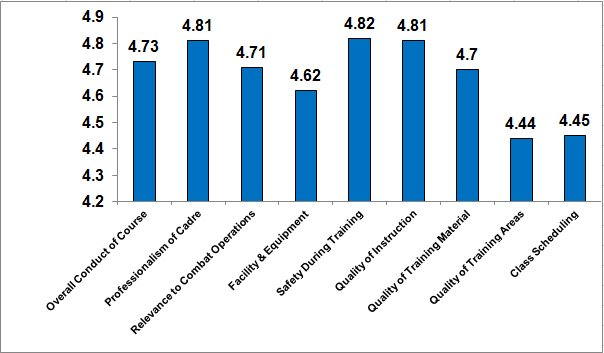 4.9
4.8
4.7
4.6
4.5
4.4
4.3
4.2
4.73
4.81
4.71
4.62
4.82
4.81
4.7
4.44
4.45
Overall Conduct of Course
Professionalism of Cadre
Relevance to Combat Operations
Facility & Equipment
Safety During Training
Quality of Instruction
Quality of Training Material
Quality of Training Areas
Class Scheduling